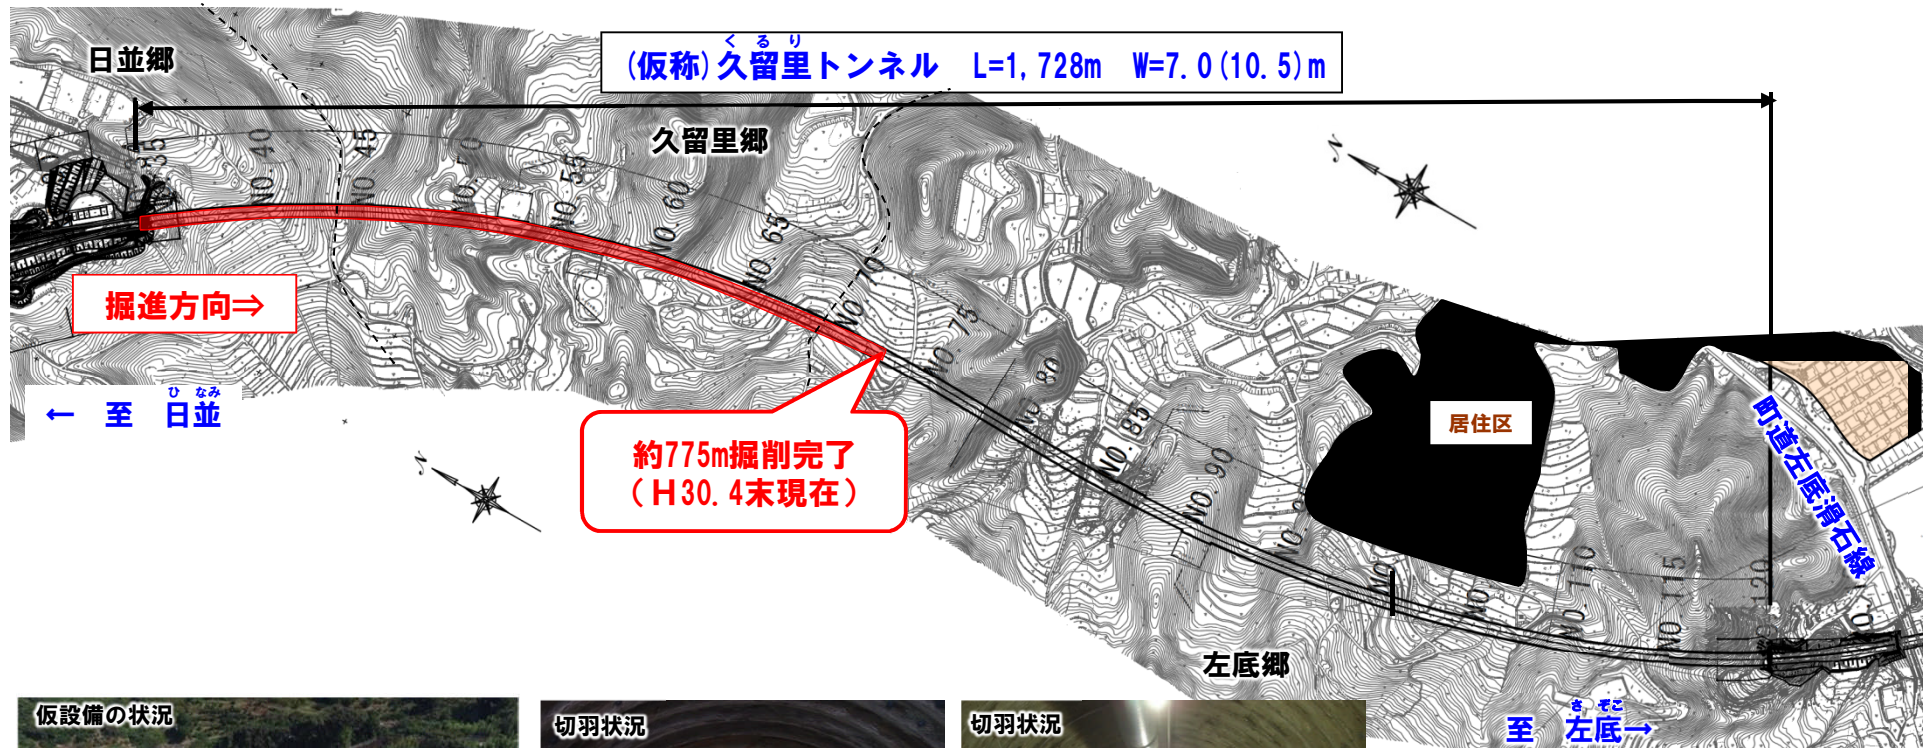 日並郷
くるり
(仮称)久留里トンネル L=1,728m W=7.0(10.5)m
久留里郷
N
NO.40
NO.45
NO.50
NO.55
NO.60
NO.65
NO.70
NO.75
NO.80
NO.85
NO.90
NO.110
NO.115
120
掘進方向⇒
ひなみ
← 至 日並
N
約775m掘削完了
(H30.4末現在)
居住区
町道左底滑石線
左底郷
さぞこ
至 左底→
仮設備の状況
切羽状況
切羽状況